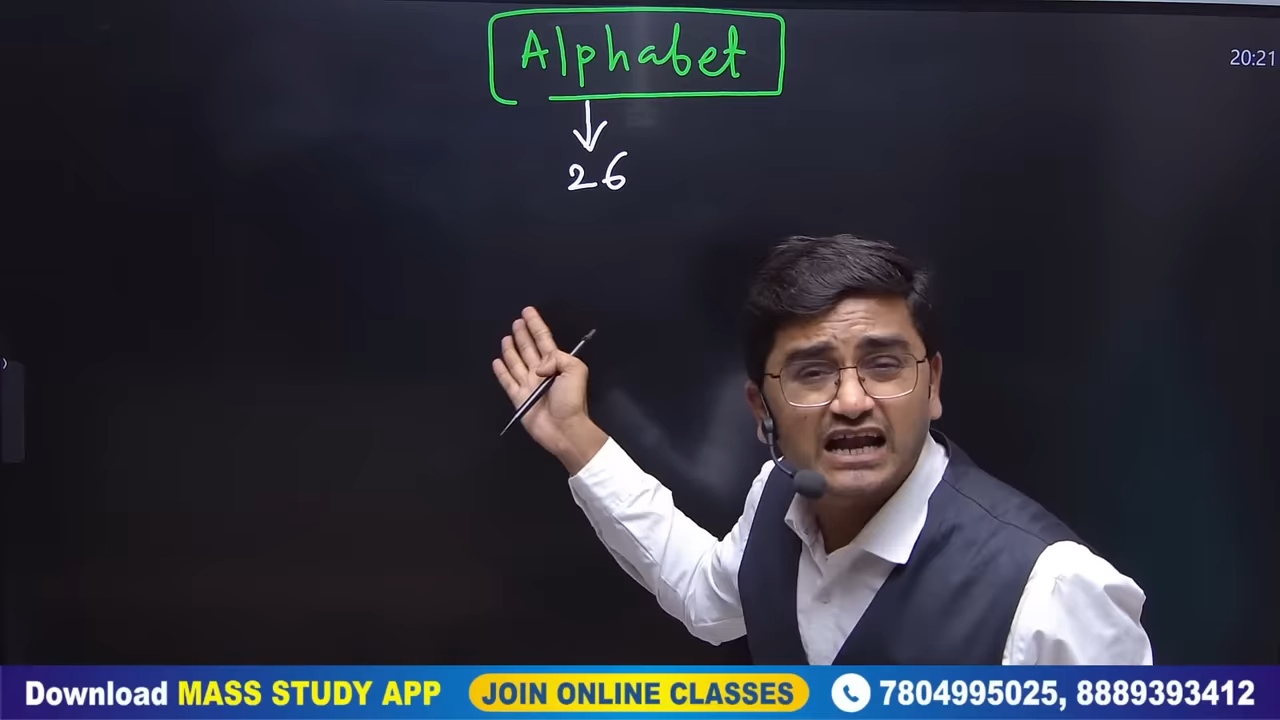 Alphabet
20:21
26
Download MASS STUDY APP JOIN ONLINE CLASSES 7804995025, 8889393412